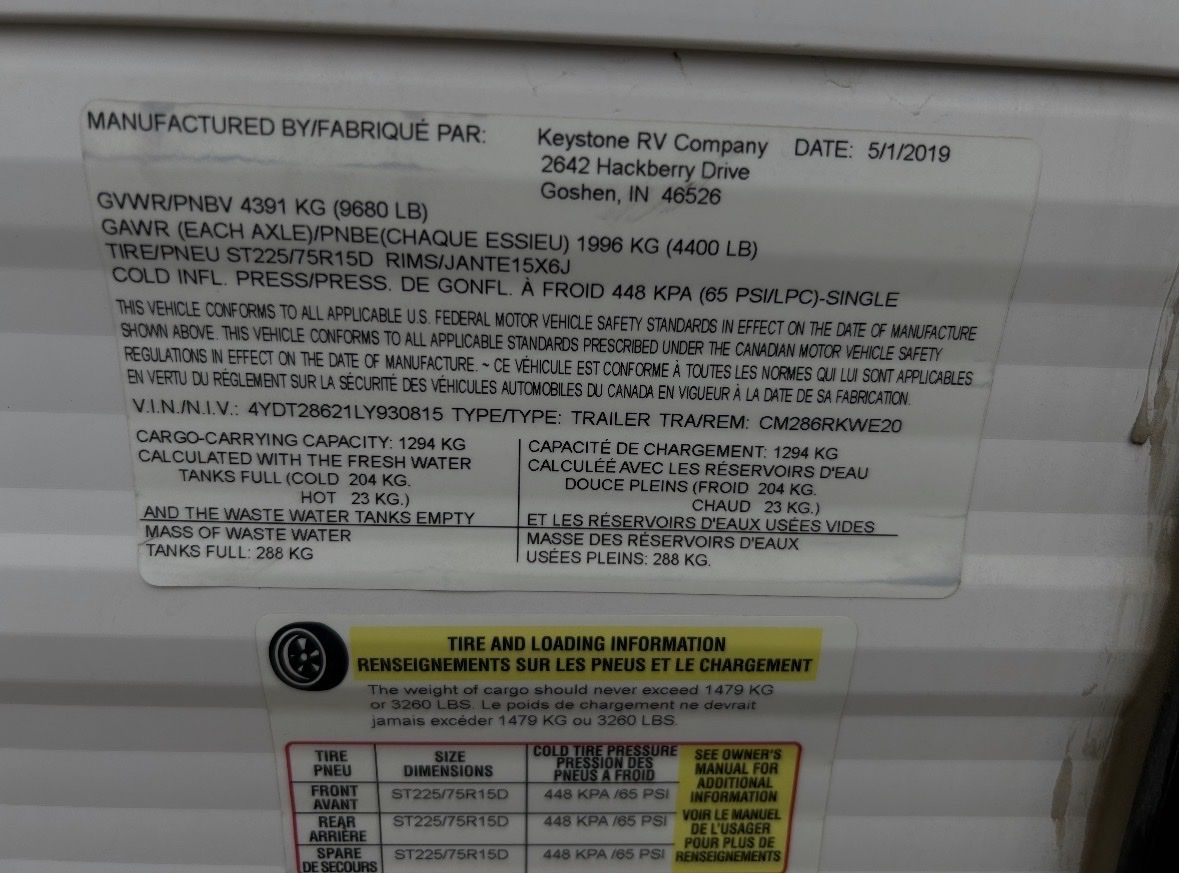 MANUFACTURED BY/FABRIQUÉ PAR: Keystone RV Company DATE: 5/1/2019
2642 Hackberry Drive
Goshen, IN 46526
GVWR/PNBV 4391 KG (9680 LB)
GAWR (EACH AXLE)/PNBE(CHAQUE ESSIEU) 1996 KG (4400 LB)
TIRE/PNEU ST225/75R15D RIMS/JANTE15X6J
COLD INFL. PRESS/PRESS. DE GONFL. À FROID 448 KPA (65 PSI/LPC)-SINGLE
THIS VEHICLE CONFORMS TO ALL APPLICABLE U.S. FEDERAL MOTOR VEHICLE SAFETY STANDARDS IN EFFECT ON THE DATE OF MANUFACTURE
SHOWN ABOVE. THIS VEHICLE CONFORMS TO ALL APPLICABLE STANDARDS PRESCRIBED UNDER THE CANADIAN MOTOR VEHICLE SAFETY
REGULATIONS IN EFFECT ON THE DATE OF MANUFACTURE. ~ CE VÉHICULE EST CONFORME À TOUTES LES NORMES QUI LUI SONT APPLICABLES
EN VERTU DU RÉGLEMENT SUR LA SÉCURITÉ DES VÉHICULES AUTOMOBILES DU CANADA EN VIGUEUR À LA DATE DE SA FABRICATION.
V.I.N./N.I.V.: 4YDT28621LY930815 TYPE/TYPE: TRAILER TRA/REM: CM286RKWE20
CARGO-CARRYING CAPACITY: 1294 KG
CALCULATED WITH THE FRESH WATER
TANKS FULL (COLD 204 KG.
HOT 23 KG.)
AND THE WASTE WATER TANKS EMPTY
MASS OF WASTE WATER
TANKS FULL: 288 KG
CAPACITÉ DE CHARGEMENT: 1294 KG
CALCULÉE AVEC LES RÉSERVOIRS D'EAU
DOUCE PLEINS (FROID 204 KG.
CHAUD 23 KG.)
ET LES RÉSERVOIRS D'EAUX USÉES VIDES
MASSE DES RÉSERVOIRS D'EAUX
USÉES PLEINS: 288 KG.
TIRE AND LOADING INFORMATION
RENSEIGNEMENTS SUR LES PNEUS ET LE CHARGEMENT
The weight of cargo should never exceed 1479 KG
or 3260 LBS. Le poids de chargement ne devrait
jamais excéder 1479 KG ou 3260 LBS.
TIRE
PNEU
SIZE
DIMENSIONS
COLD TIRE PRESSURE
PRESSION DES
PNEUS A FROID
FRONT
AVANT
ST225/75R15D
448 KPA /65 PSI
REAR
ARRIÈRE
ST225/75R15D
448 KPA /65 PSI
SPARE
DE SECOURS
ST225/75R15D
448 KPA /65 PSI
SEE OWNER'S
MANUAL FOR
ADDITIONAL
INFORMATION
VOIR LE MANUEL
DE L'USAGER
POUR PLUS DE
RENSEIGNEMENTS